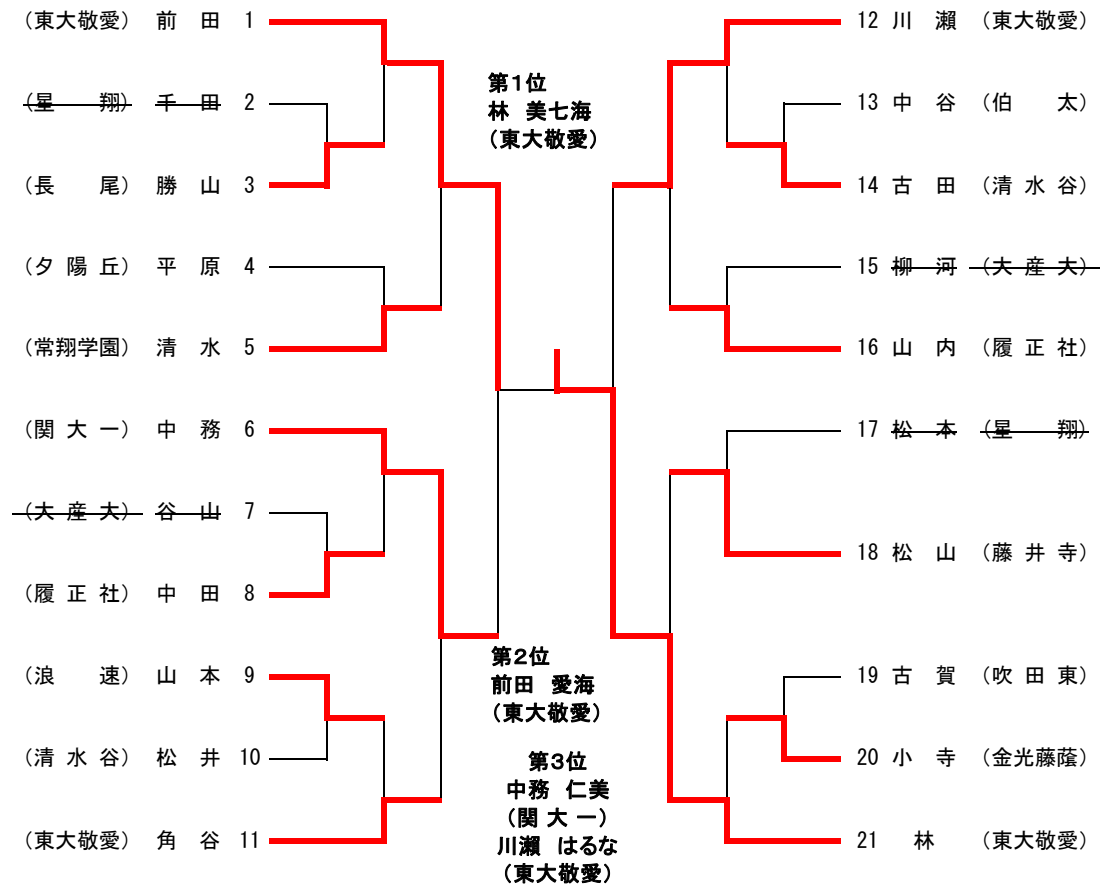 (東大敬愛) 前 田 1
(星 翔) 千 田 2
(長 尾) 勝 山 3
(夕 陽 丘) 平 原 4
(常翔学園) 清 水 5
(関 大 一) 中 務 6
(大 産 大) 谷 山 7
(履 正 社) 中 田 8
(浪 速) 山 本 9
(清 水 谷) 松 井 10
(東大敬愛) 角 谷 11
第1位
林 美七海
(東大敬愛)
第2位
前田 愛海
(東大敬愛)
第3位
中務 仁美
(関 大 一)
川瀬 はるな
(東大敬愛)
12 川 瀬 (東大敬愛)
13 中 谷 (伯 太)
14 古 田 (清 水 谷)
15 柳 河 (大 産 大)
16 山 内 (履 正 社)
17 松 本 (星 翔)
18 松 山 (藤 井 寺)
19 古 賀 (吹 田 東)
20 小 寺 (金光藤蔭)
21 林 (東大敬愛)